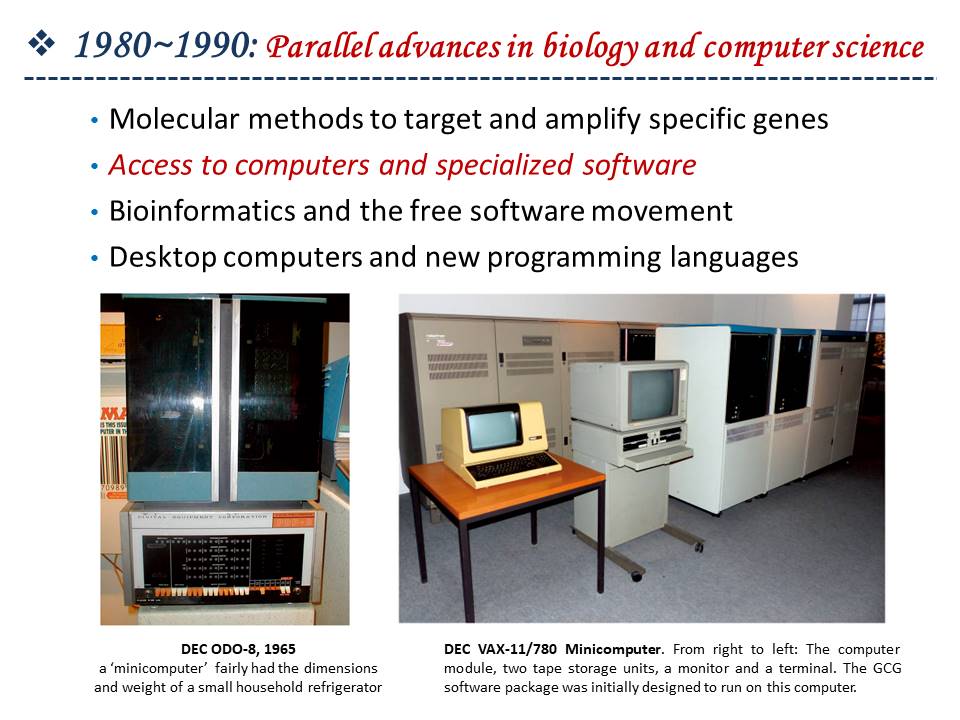 ❖ 1980~1990: Parallel advances in biology and computer science
• Molecular methods to target and amplify specific genes
• Access to computers and specialized software
• Bioinformatics and the free software movement
• Desktop computers and new programming languages
DIGITAL EQUIPMENT CORPORATION
DEC ODO-8, 1965
a ‘minicomputer’ fairly had the dimensions
and weight of a small household refrigerator
DEC VAX-11/780 Minicomputer. From right to left: The computer
module, two tape storage units, a monitor and a terminal. The GCG
software package was initially designed to run on this computer.